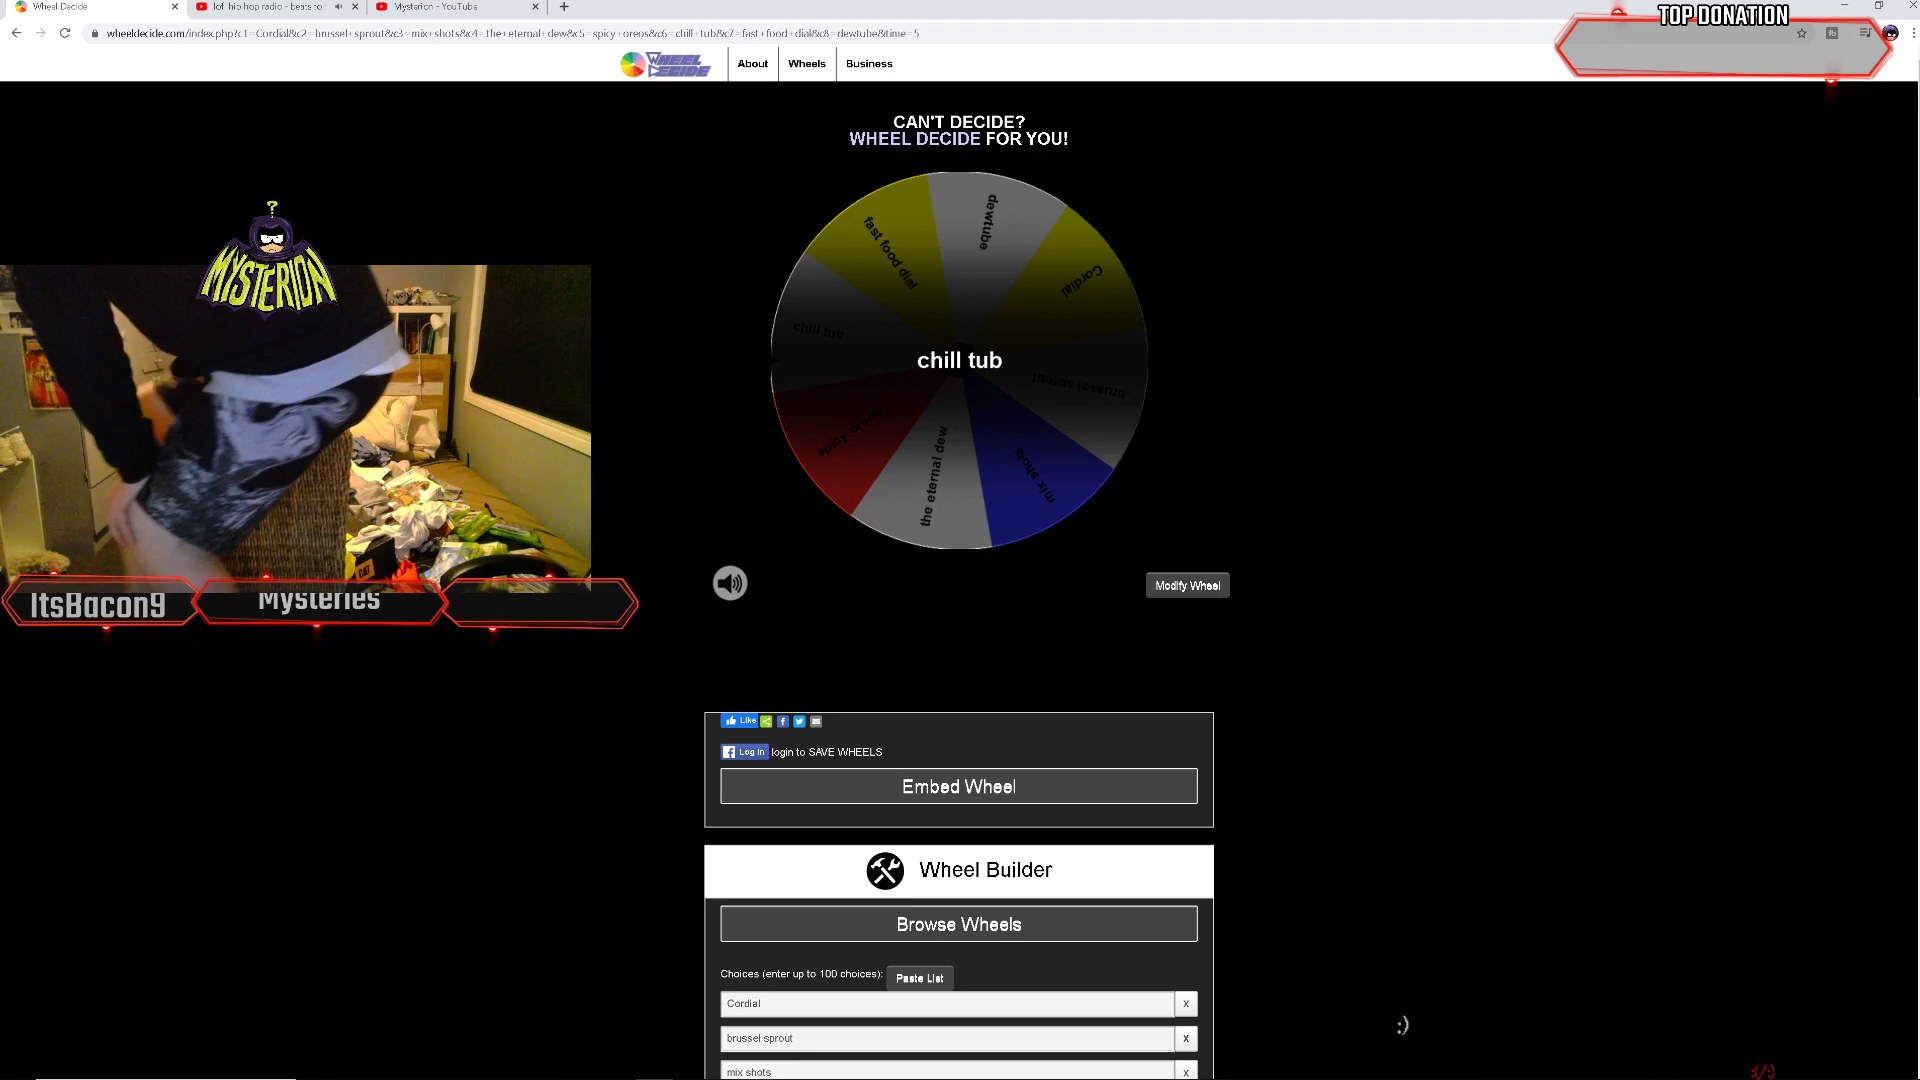 Wheel Decide
lofi hip hop radio - beats to
Mysterion - YouTube
TOP DONATION
wheeldecide.com/index.php?c1=Cordial&c2=brussel+sprout&c3=mix+shots&c4=the+eternal+dew&c5=spicy+oreos&c6=chill+tub&c7=fast+food+dial&c8=dewtube&time=5
WHEEL DECIDE
About
Wheels
Business
CAN'T DECIDE?
WHEEL DECIDE FOR YOU!
dewtube
fast food dial
Cordial
chill tub
chill tub
brussel sprout
spicy oreos
the eternal dew
mix shots
?
MYSTERION
CAT
ItsBacon9
Mysteries
Modify Wheel
Like
Log In login to SAVE WHEELS
Embed Wheel
Wheel Builder
Browse Wheels
Choices (enter up to 100 choices): Paste List
Cordial X
brussel sprout X
mix shots X
:)
:(/:)